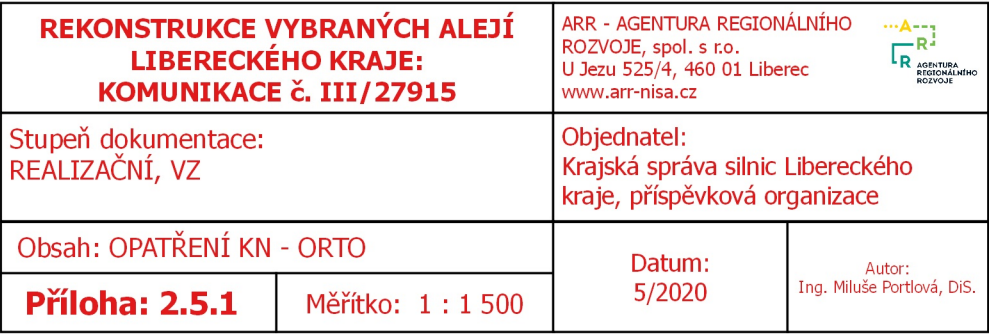 REKONSTRUKCE VYBRANÝCH ALEJÍ
LIBERECKÉHO KRAJE:
KOMUNIKACE č. III/27915
ARR - AGENTURA REGIONÁLNÍHO
ROZVOJE, spol. s r.o.
U Jezu 525/4, 460 01 Liberec
www.arr-nisa.cz
A
R
R
AGENTURA
REGIONÁLNÍHO
ROZVOJE
Stupeň dokumentace:
REALIZAČNÍ, VZ
Objednatel:
Krajská správa silnic Libereckého
kraje, příspěvková organizace
Obsah: OPATŘENÍ KN - ORTO
Příloha: 2.5.1
Měřítko: 1 : 1 500
Datum:
5/2020
Autor:
Ing. Miluše Portlová, DiS.